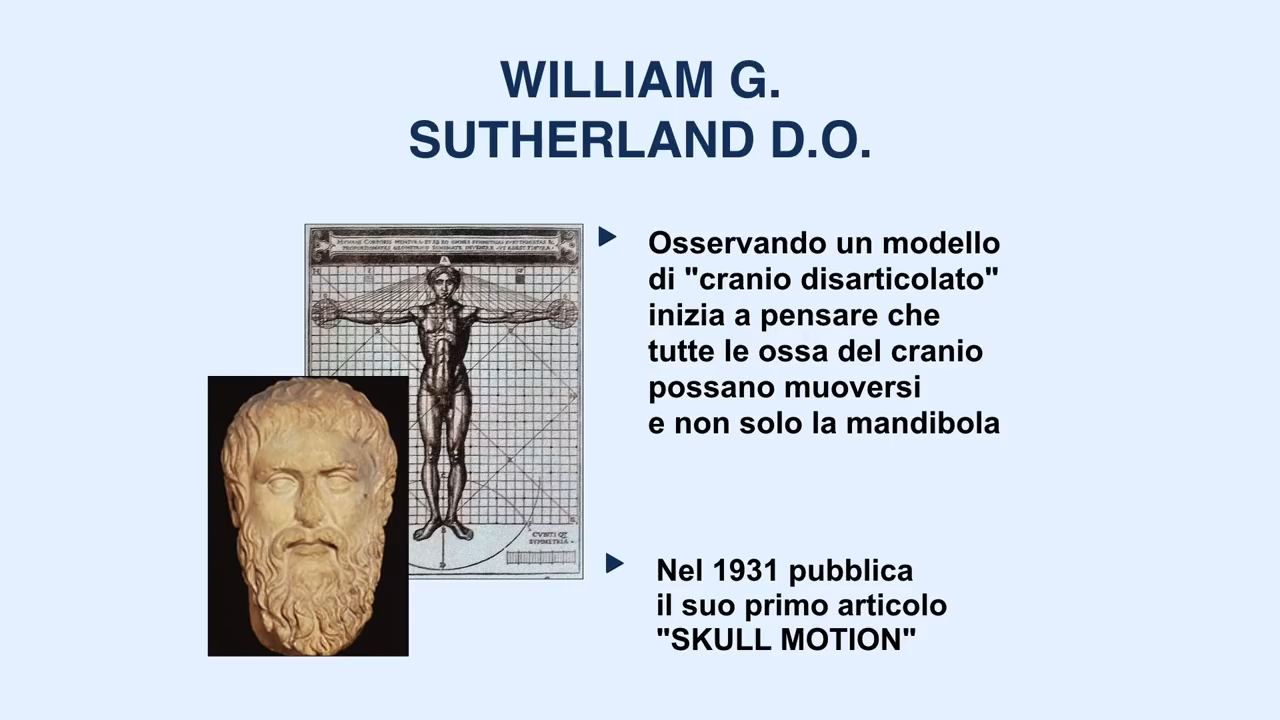 WILLIAM G.
SUTHERLAND D.O.
Osservando un modello
di "cranio disarticolato"
inizia a pensare che
tutte le ossa del cranio
possano muoversi
e non solo la mandibola
Nel 1931 pubblica
il suo primo articolo
"SKULL MOTION"